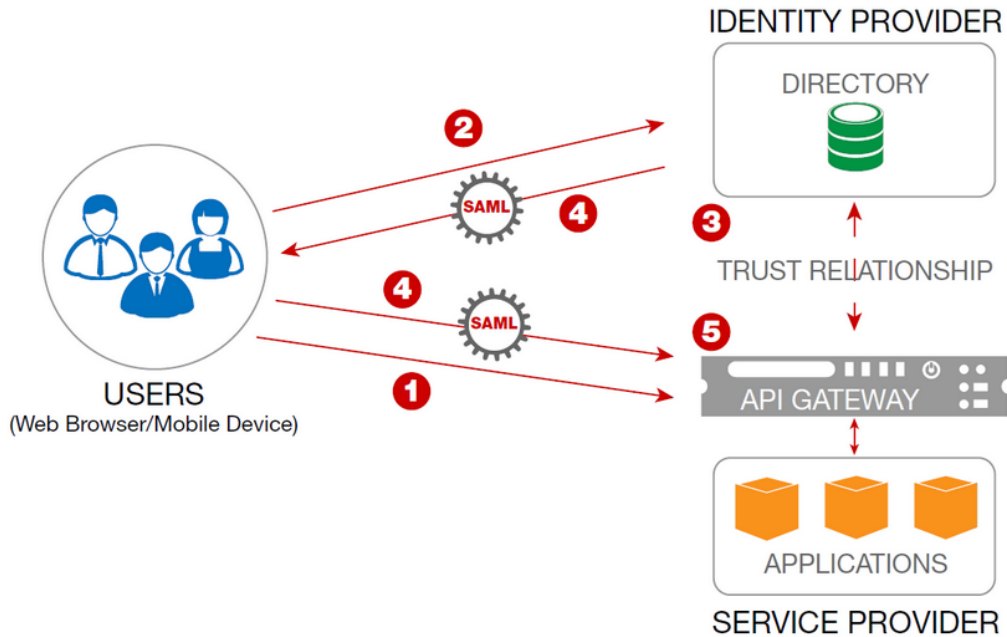 IDENTITY PROVIDER
DIRECTORY
2
SAML
4
3
TRUST RELATIONSHIP
4
SAML
5
1
API GATEWAY
USERS
(Web Browser/Mobile Device)
APPLICATIONS
SERVICE PROVIDER